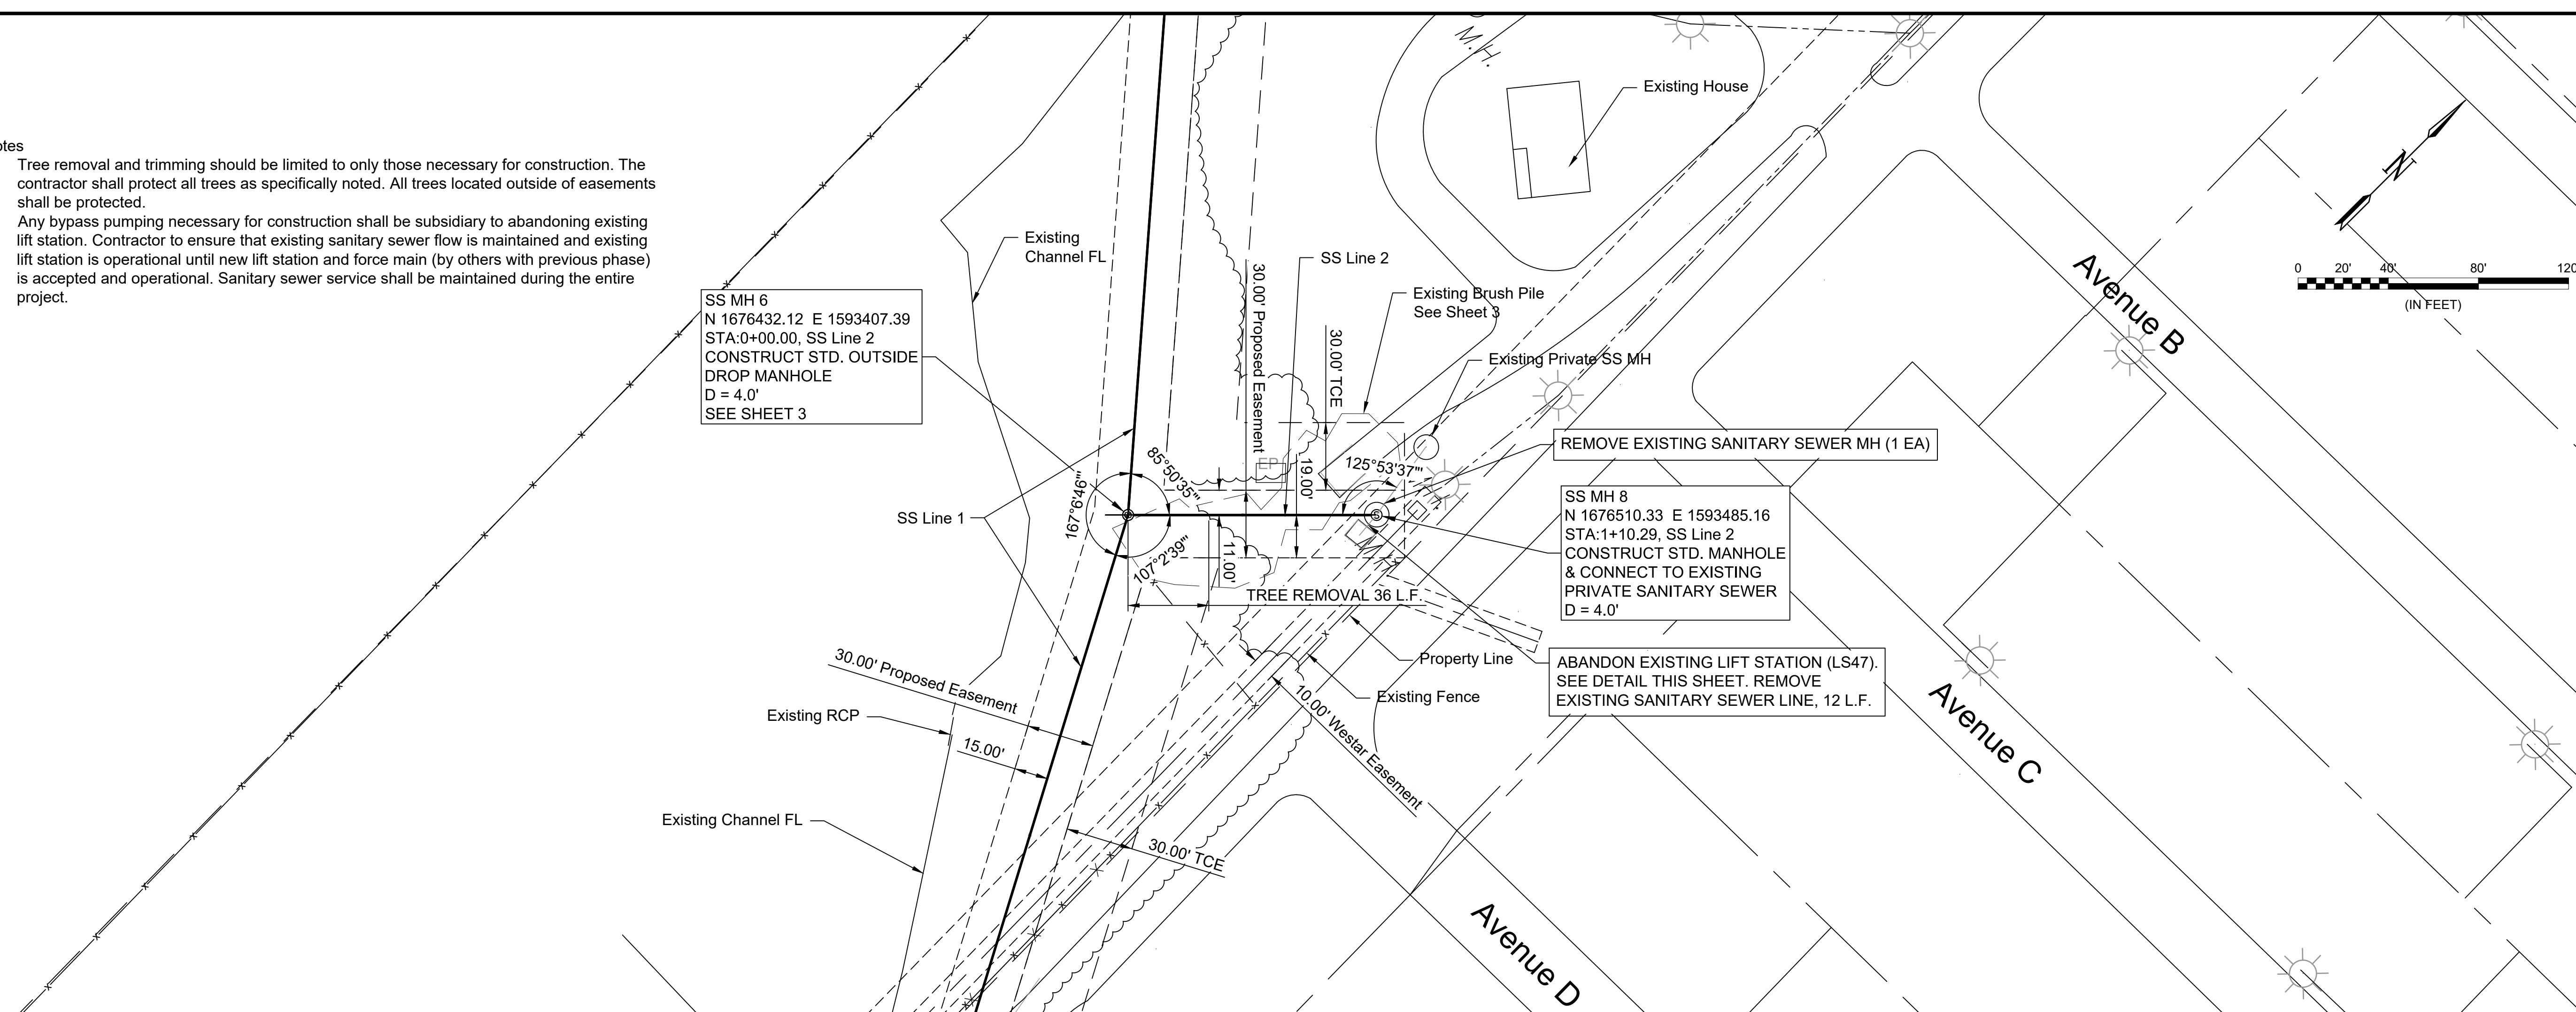 otes
Tree removal and trimming should be limited to only those necessary for construction. The
contractor shall protect all trees as specifically noted. All trees located outside of easements
shall be protected.
Any bypass pumping necessary for construction shall be subsidiary to abandoning existing
lift station. Contractor to ensure that existing sanitary sewer flow is maintained and existing
lift station is operational until new lift station and force main (by others with previous phase)
is accepted and operational. Sanitary sewer service shall be maintained during the entire
project.
SS MH 6
N 1676432.12 E 1593407.39
STA:0+00.00, SS Line 2
CONSTRUCT STD. OUTSIDE
DROP MANHOLE
D = 4.0'
SEE SHEET 3
Existing
Channel FL
M.H.
Existing House
SS Line 2
30.00' Proposed Easement
30.00' TCE
Existing Brush Pile
See Sheet 3
Existing Private SS MH
REMOVE EXISTING SANITARY SEWER MH (1 EA)
EP
19.00'
85°50'35"'
125°53'37"'
167°6'46"'
107°2'39"'
11.00'
S
SS Line 1
TREE REMOVAL 36 L.F.
SS MH 8
N 1676510.33 E 1593485.16
STA:1+10.29, SS Line 2
CONSTRUCT STD. MANHOLE
& CONNECT TO EXISTING
PRIVATE SANITARY SEWER
D = 4.0'
ABANDON EXISTING LIFT STATION (LS47).
SEE DETAIL THIS SHEET. REMOVE
EXISTING SANITARY SEWER LINE, 12 L.F.
Property Line
Existing Fence
10.00' Westar Easement
30.00' Proposed Easement
Existing RCP
15.00'
Existing Channel FL
30.00' TCE
Avenue B
Avenue C
Avenue D
N
0 20' 40' 80' 120
(IN FEET)